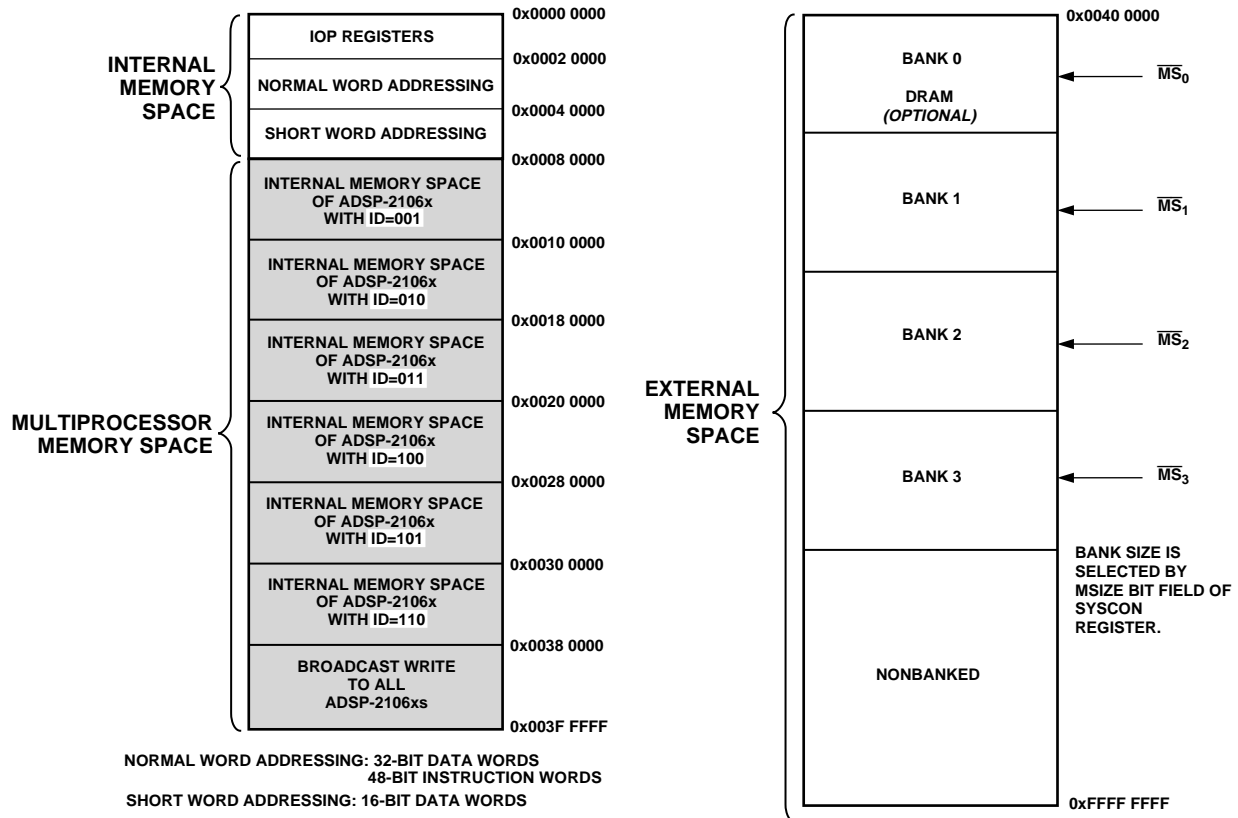 INTERNAL
MEMORY
SPACE
IOP REGISTERS
NORMAL WORD ADDRESSING
SHORT WORD ADDRESSING
0x0000 0000
0x0002 0000
0x0004 0000
0x0008 0000
MULTIPROCESSOR
MEMORY SPACE
INTERNAL MEMORY SPACE
OF ADSP-2106x
WITH ID=001
0x0010 0000
INTERNAL MEMORY SPACE
OF ADSP-2106x
WITH ID=010
0x0018 0000
INTERNAL MEMORY SPACE
OF ADSP-2106x
WITH ID=011
0x0020 0000
INTERNAL MEMORY SPACE
OF ADSP-2106x
WITH ID=100
0x0028 0000
INTERNAL MEMORY SPACE
OF ADSP-2106x
WITH ID=101
0x0030 0000
INTERNAL MEMORY SPACE
OF ADSP-2106x
WITH ID=110
0x0038 0000
BROADCAST WRITE
TO ALL
ADSP-2106xs
0x003F FFFF
NORMAL WORD ADDRESSING: 32-BIT DATA WORDS
48-BIT INSTRUCTION WORDS
SHORT WORD ADDRESSING: 16-BIT DATA WORDS
EXTERNAL
MEMORY
SPACE
0x0040 0000
BANK 0
DRAM
(OPTIONAL)
MS0
BANK 1
MS1
BANK 2
MS2
BANK 3
MS3
BANK SIZE IS
SELECTED BY
MSIZE BIT FIELD OF
SYSCON
REGISTER.
NONBANKED
0xFFFF FFFF